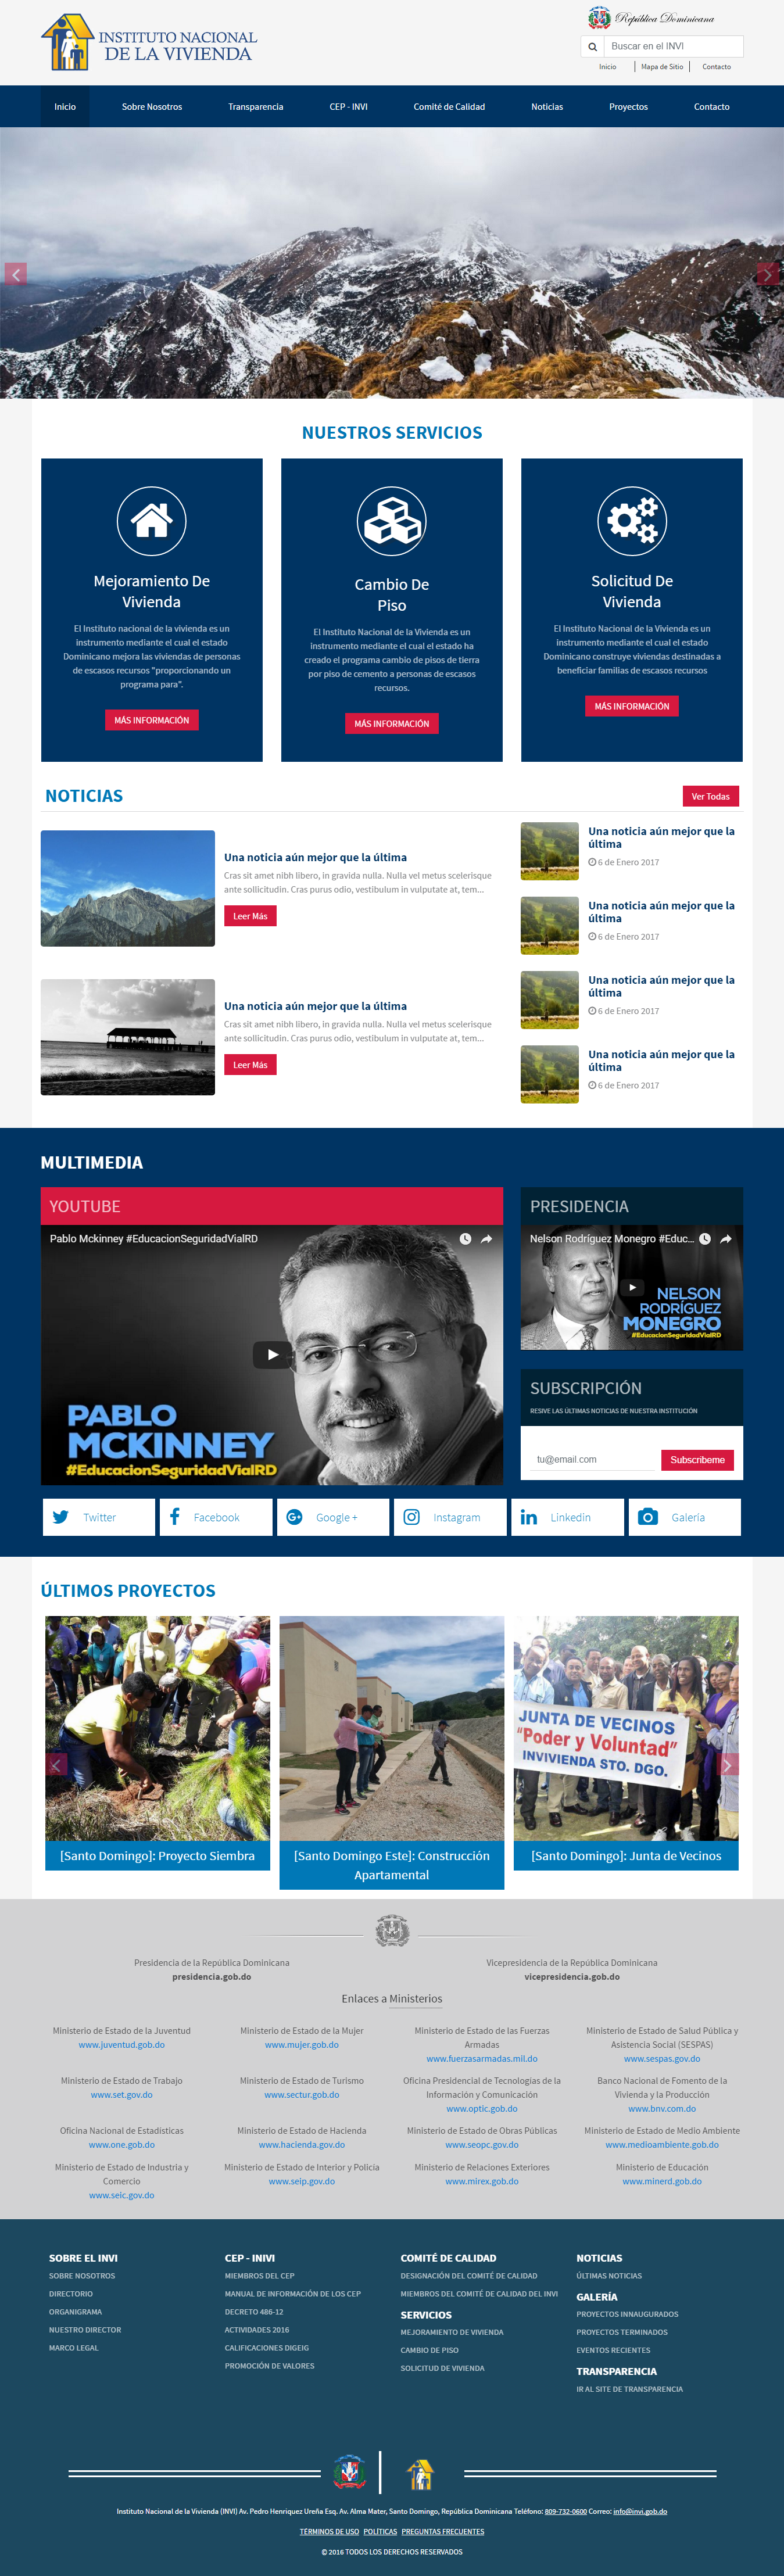 INSTITUTO NACIONAL
DE LA VIVIENDA
República Dominicana
Buscar en el INVI
Inicio
Mapa de Sitio
Contacto
Inicio
Sobre Nosotros
Transparencia
CEP - INVI
Comité de Calidad
Noticias
Proyectos
Contacto
NUESTROS SERVICIOS
Mejoramiento De
Vivienda
El Instituto nacional de la vivienda es un
instrumento mediante el cual el estado
Dominicano mejora las viviendas de personas
de escasos recursos "proporcionando un
programa para".
MÁS INFORMACIÓN
Cambio De
Piso
El Instituto Nacional de la Vivienda es un
instrumento mediante el cual el estado ha
creado el programa cambio de pisos de tierra
por piso de cemento a personas de escasos
recursos.
MÁS INFORMACIÓN
Solicitud De
Vivienda
El Instituto Nacional de la Vivienda es un
instrumento mediante el cual el estado
Dominicano construye viviendas destinadas a
beneficiar familias de escasos recursos
MÁS INFORMACIÓN
NOTICIAS
Ver Todas
Una noticia aún mejor que la última
Cras sit amet nibh libero, in gravida nulla. Nulla vel metus scelerisque
ante sollicitudin. Cras purus odio, vestibulum in vulputate at, tem...
Leer Más
Una noticia aún mejor que la última
Cras sit amet nibh libero, in gravida nulla. Nulla vel metus scelerisque
ante sollicitudin. Cras purus odio, vestibulum in vulputate at, tem...
Leer Más
Una noticia aún mejor que la
última
6 de Enero 2017
Una noticia aún mejor que la
última
6 de Enero 2017
Una noticia aún mejor que la
última
6 de Enero 2017
Una noticia aún mejor que la
última
6 de Enero 2017
MULTIMEDIA
YOUTUBE
Pablo Mckinney #EducacionSeguridadVialRD
PABLO
MCKINNEY
#EducacionSeguridadVialRD
PRESIDENCIA
Nelson Rodríguez Monegro #Educ...
NELSON
RODRÍGUEZ
MONEGRO
#EducacionSeguridadVialRD
SUBSCRIPCIÓN
RESIVE LAS ÚLTIMAS NOTICIAS DE NUESTRA INSTITUCIÓN
tu@email.com
Subscribeme
Twitter
Facebook
Google +
Instagram
Linkedin
Galería
ÚLTIMOS PROYECTOS
JUNTA DE VECINOS
"Poder y Voluntad"
INVIVIENDA STO. DGO.
[Santo Domingo]: Proyecto Siembra
[Santo Domingo Este]: Construcción
Apartamental
[Santo Domingo]: Junta de Vecinos
Presidencia de la República Dominicana
presidencia.gob.do
Vicepresidencia de la República Dominicana
vicepresidencia.gob.do
Enlaces a Ministerios
Ministerio de Estado de la Juventud
www.juventud.gob.do
Ministerio de Estado de la Mujer
www.mujer.gob.do
Ministerio de Estado de las Fuerzas
Armadas
www.fuerzasarmadas.mil.do
Ministerio de Estado de Salud Pública y
Asistencia Social (SESPAS)
www.sespas.gov.do
Ministerio de Estado de Trabajo
www.set.gov.do
Ministerio de Estado de Turismo
www.sectur.gob.do
Oficina Presidencial de Tecnologías de la
Información y Comunicación
www.optic.gob.do
Banco Nacional de Fomento de la
Vivienda y la Producción
www.bnv.com.do
Oficina Nacional de Estadísticas
www.one.gob.do
Ministerio de Estado de Hacienda
www.hacienda.gov.do
Ministerio de Estado de Obras Públicas
www.seopc.gov.do
Ministerio de Estado de Medio Ambiente
www.medioambiente.gob.do
Ministerio de Estado de Industria y
Comercio
www.seic.gov.do
Ministerio de Estado de Interior y Policía
www.seip.gov.do
Ministerio de Relaciones Exteriores
www.mirex.gob.do
Ministerio de Educación
www.minerd.gob.do
SOBRE EL INVI
SOBRE NOSOTROS
DIRECTORIO
ORGANIGRAMA
NUESTRO DIRECTOR
MARCO LEGAL
CEP - INIVI
MIEMBROS DEL CEP
MANUAL DE INFORMACIÓN DE LOS CEP
DECRETO 486-12
ACTIVIDADES 2016
CALIFICACIONES DIGEIG
PROMOCIÓN DE VALORES
COMITÉ DE CALIDAD
DESIGNACIÓN DEL COMITÉ DE CALIDAD
MIEMBROS DEL COMITÉ DE CALIDAD DEL INVI
SERVICIOS
MEJORAMIENTO DE VIVIENDA
CAMBIO DE PISO
SOLICITUD DE VIVIENDA
NOTICIAS
ÚLTIMAS NOTICIAS
GALERÍA
PROYECTOS INNAUGURADOS
PROYECTOS TERMINADOS
EVENTOS RECIENTES
TRANSPARENCIA
IR AL SITE DE TRANSPARENCIA
Instituto Nacional de la Vivienda (INVI) Av. Pedro Henriquez Ureña Esq. Av. Alma Mater, Santo Domingo, República Dominicana Teléfono: 809-732-0600 Correo: info@invi.gob.do
TÉRMINOS DE USO POLÍTICAS PREGUNTAS FRECUENTES
© 2016 TODOS LOS DERECHOS RESERVADOS